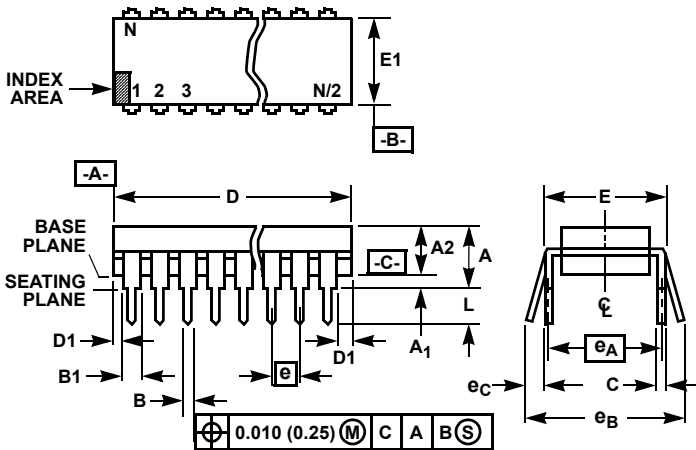 N
E1
INDEX
AREA
1 2 3 N/2
-B-
-A-
D
E
BASE
PLANE
A2
A
-C-
SEATING
PLANE
L
C̲L
D1
A1
D1
eA
B1
e
eC
C
B
eB
0.010 (0.25) Ⓜ C A B Ⓢ